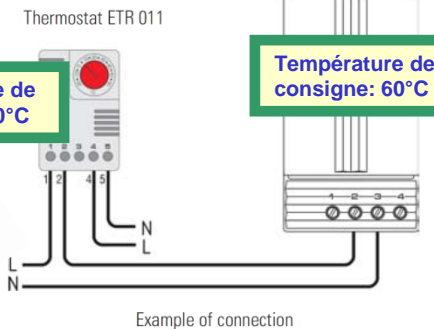 Thermostat ETR 011
de
0°C
Température de
consigne: 60°C
1 2 3 4 5
1 2 4 5
1 2 3 4
N
L
L
N
Example of connection